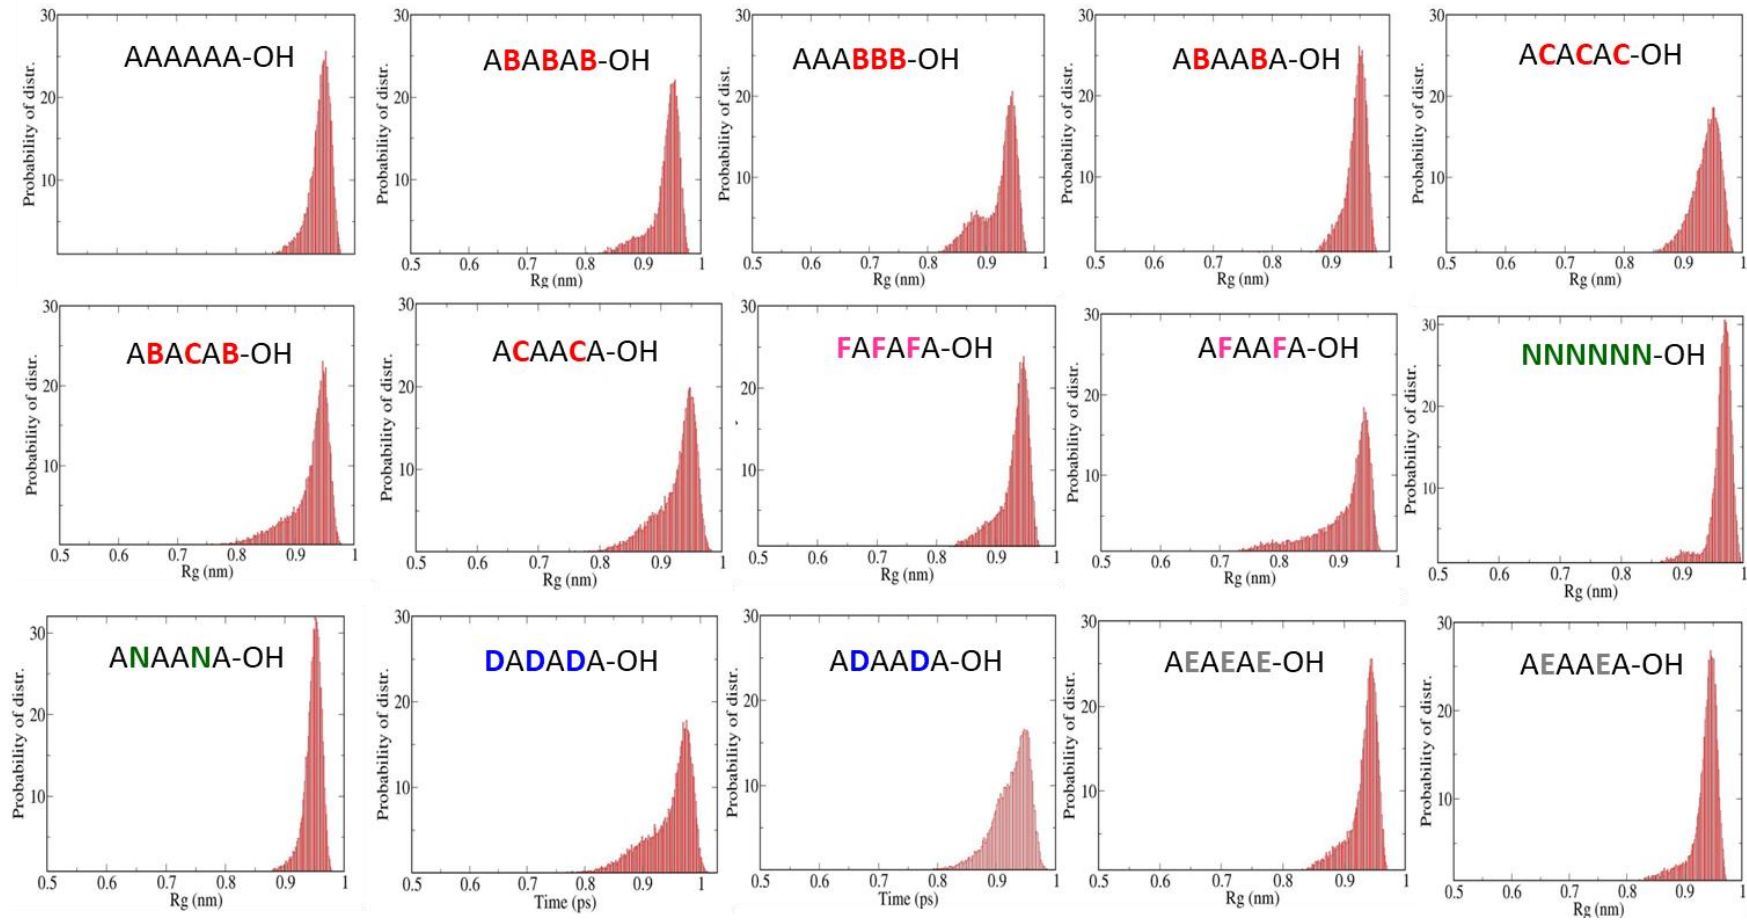 AAAAAA-OH
Probability of distr.
30
20
10
ABABAB-OH
Probability of distr.
30
20
10
0.5 0.6 0.7 0.8 0.9 1
Rg (nm)
AAABBB-OH
Probability of dist.
30
20
10
0.5 0.6 0.7 0.8 0.9 1
Rg (nm)
ABAABA-OH
Probability of distr.
30
20
10
0.5 0.6 0.7 0.8 0.9 1
Rg (nm)
ACACAC-OH
Probability of distr.
30
20
10
0.5 0.6 0.7 0.8 0.9 1
Rg (nm)
ABACAB-OH
Probability of distr.
30
20
10
0.5 0.6 0.7 0.8 0.9 1
Rg (nm)
ACAACA-OH
Probability of distr.
30
20
10
0.5 0.6 0.7 0.8 0.9 1
Rg (nm)
FAFAFA-OH
30
20
10
0.5 0.6 0.7 0.8 0.9 1
Rg (nm)
AFAAFA-OH
Probability of distr.
30
20
10
0.5 0.6 0.7 0.8 0.9 1
Rg (nm)
NNNNNN-OH
Probability of distr.
30
20
10
0.5 0.6 0.7 0.8 0.9 1
Rg (nm)
ANAANA-OH
Probability of distr.
30
20
10
0.5 0.6 0.7 0.8 0.9 1
Rg (nm)
DADADA-OH
Probability of distr.
30
20
10
0.5 0.6 0.7 0.8 0.9 1
Time (ps)
ADAADA-OH
Probability of distr.
30
20
10
0.5 0.6 0.7 0.8 0.9 1
Time (ps)
AEAEAE-OH
Probability of distr.
30
20
10
0.5 0.6 0.7 0.8 0.9 1
Rg (nm)
AEAAEA-OH
Probability of distr.
30
20
10
0.5 0.6 0.7 0.8 0.9 1
Rg (nm)